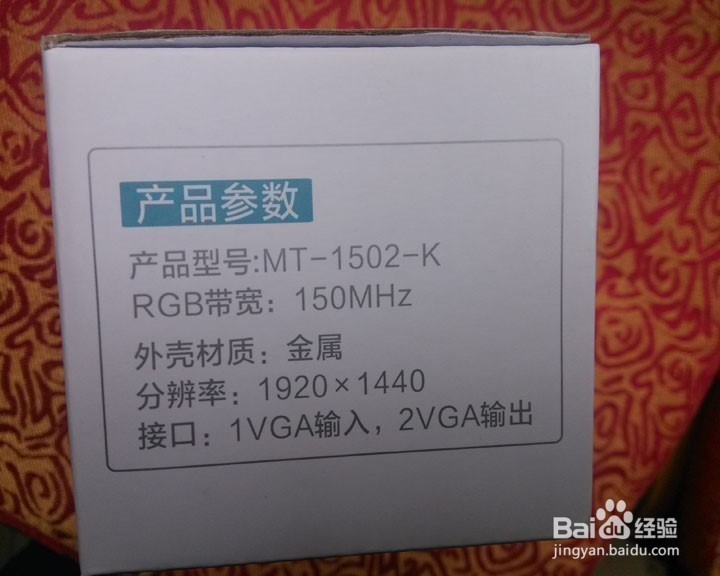 产品参数
产品型号:MT-1502-K
RGB带宽：150MHz
外壳材质：金属
分辨率：1920×1440
接口：1VGA输入，2VGA输出
Baidu经验
jingyan.baidu.com